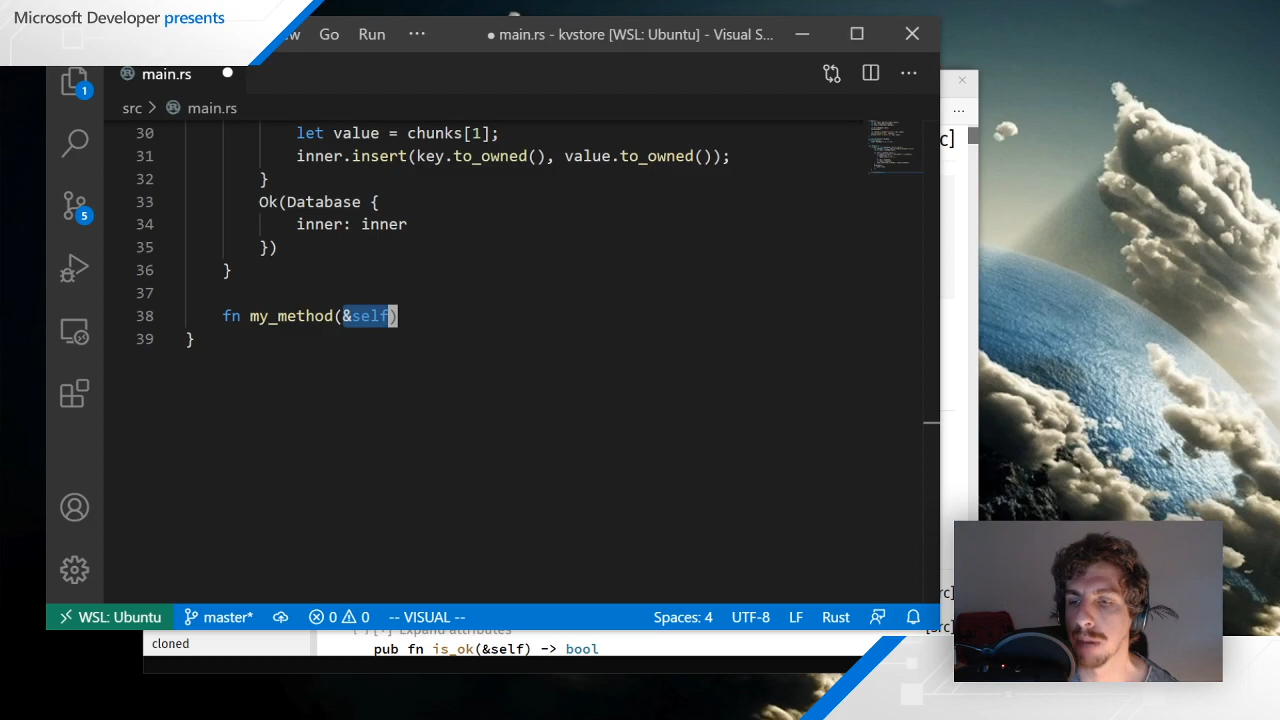 Microsoft Developer presents
Go Run ···
● main.rs - kvstore [WSL: Ubuntu] - Visual S...
main.rs
src > main.rs
30 let value = chunks[1];
31 inner.insert(key.to_owned(), value.to_owned());
32 }
33 Ok(Database {
34 inner: inner
35 })
36 }
37
38 fn my_method(&self)
39 }
1
5
WSL: Ubuntu master* 0 0 -- VISUAL -- Spaces: 4 UTF-8 LF Rust
cloned
[+] Expand attributes
pub fn is_ok(&self) -> bool